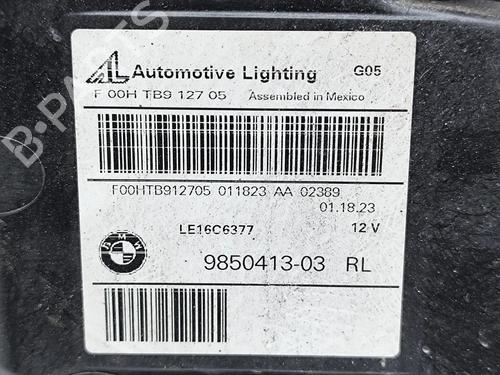 AL Automotive Lighting G05
F 00H TB9 127 05 Assembled in Mexico
F00HTB912705 011823 AA 02389
01.18.23
LE16C6377 12 V
BMW
9850413-03 RL
B-PARTS